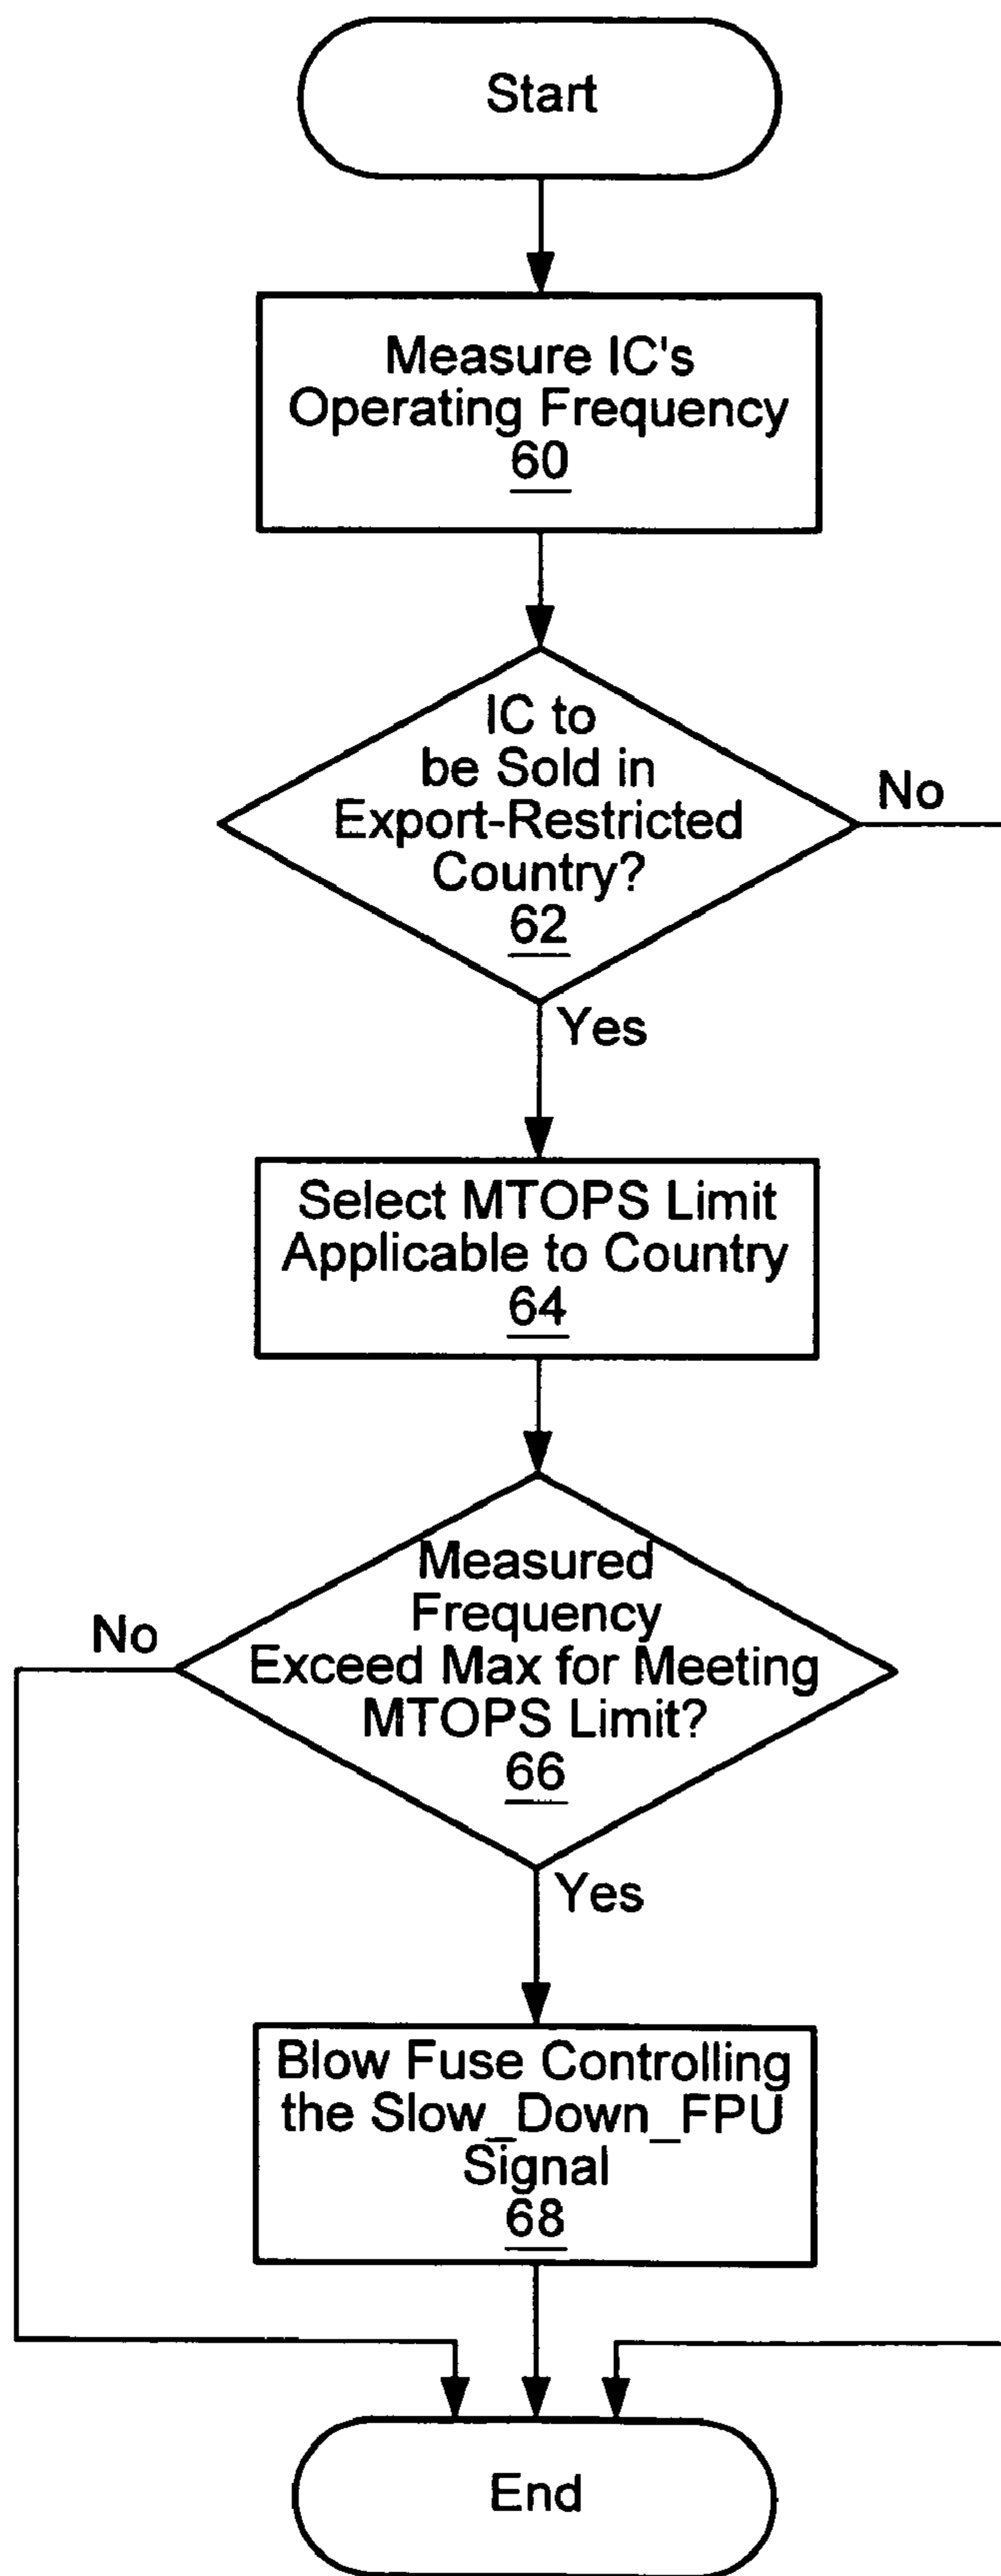 Start
Measure IC's
Operating Frequency
60
IC to
be Sold in
Export-Restricted
Country?
62
No
Yes
Select MTOPS Limit
Applicable to Country
64
Measured
Frequency
Exceed Max for Meeting
MTOPS Limit?
66
No
Yes
Blow Fuse Controlling
the Slow_Down_FPU
Signal
68
End